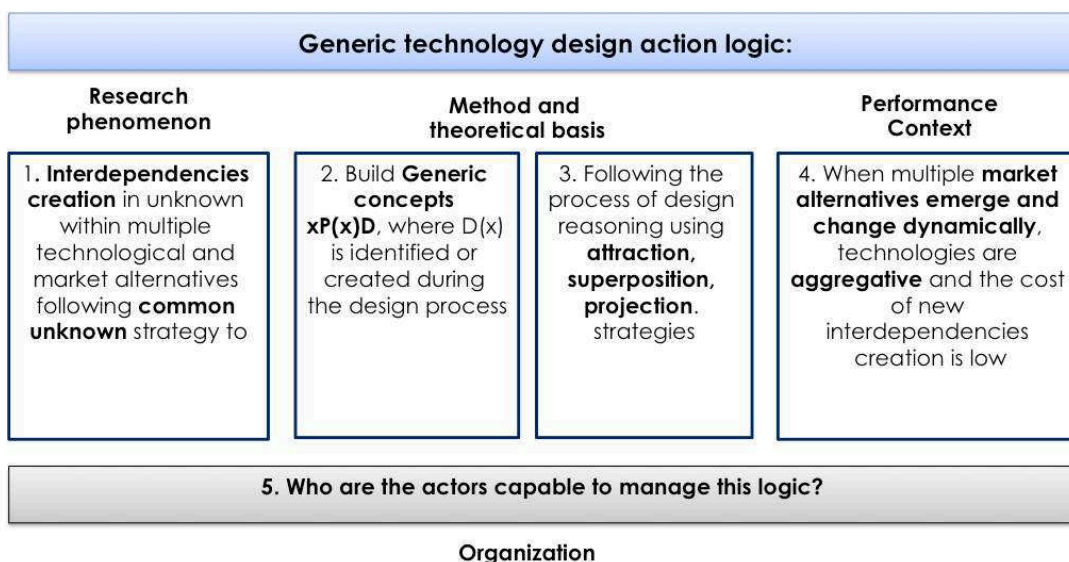 Generic technology design action logic:
Research
phenomenon
Method and
theoretical basis
Performance
Context
1. Interdependencies
creation in unknown
within multiple
technological and
market alternatives
following common
unknown strategy to
2. Build Generic
concepts
xP(x)D, where D(x)
is identified or
created during
the design process
3. Following the
process of design
reasoning using
attraction,
superposition,
projection.
strategies
4. When multiple market
alternatives emerge and
change dynamically,
technologies are
aggregative and the cost
of new
interdependencies
creation is low
5. Who are the actors capable to manage this logic?
Organization